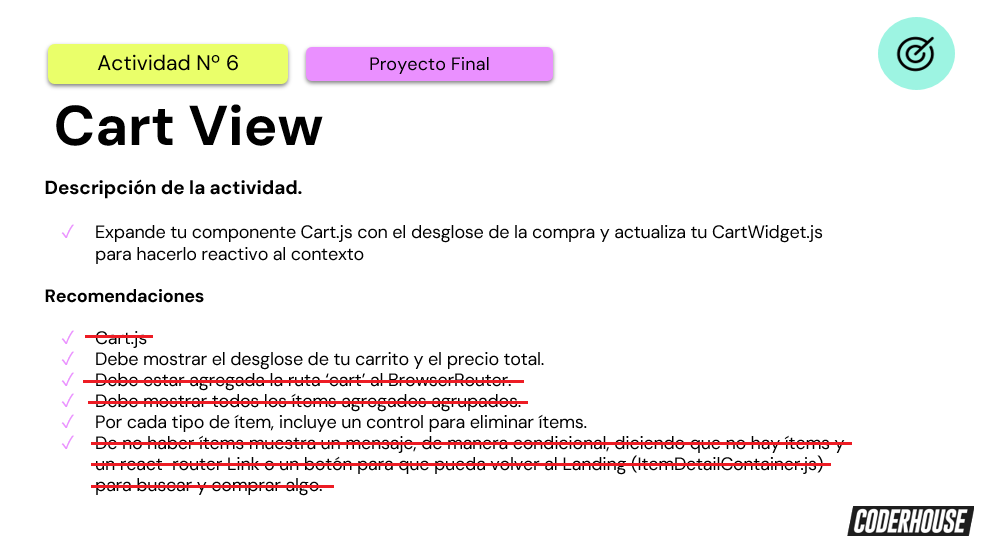 Actividad Nº 6
Proyecto Final
Cart View
Descripción de la actividad.
Expande tu componente Cart.js con el desglose de la compra y actualiza tu CartWidget.js
para hacerlo reactivo al contexto
Recomendaciones
Cart.js
Debe mostrar el desglose de tu carrito y el precio total.
Debe estar agregada la ruta ‘cart’ al BrowserRouter.
Debe mostrar todos los ítems agregados agrupados.
Por cada tipo de ítem, incluye un control para eliminar ítems.
De no haber ítems muestra un mensaje, de manera condicional, diciendo que no hay ítems y
un react-router Link o un botón para que pueda volver al Landing (ItemDetailContainer.js)
para buscar y comprar algo.
CODERHOUSE